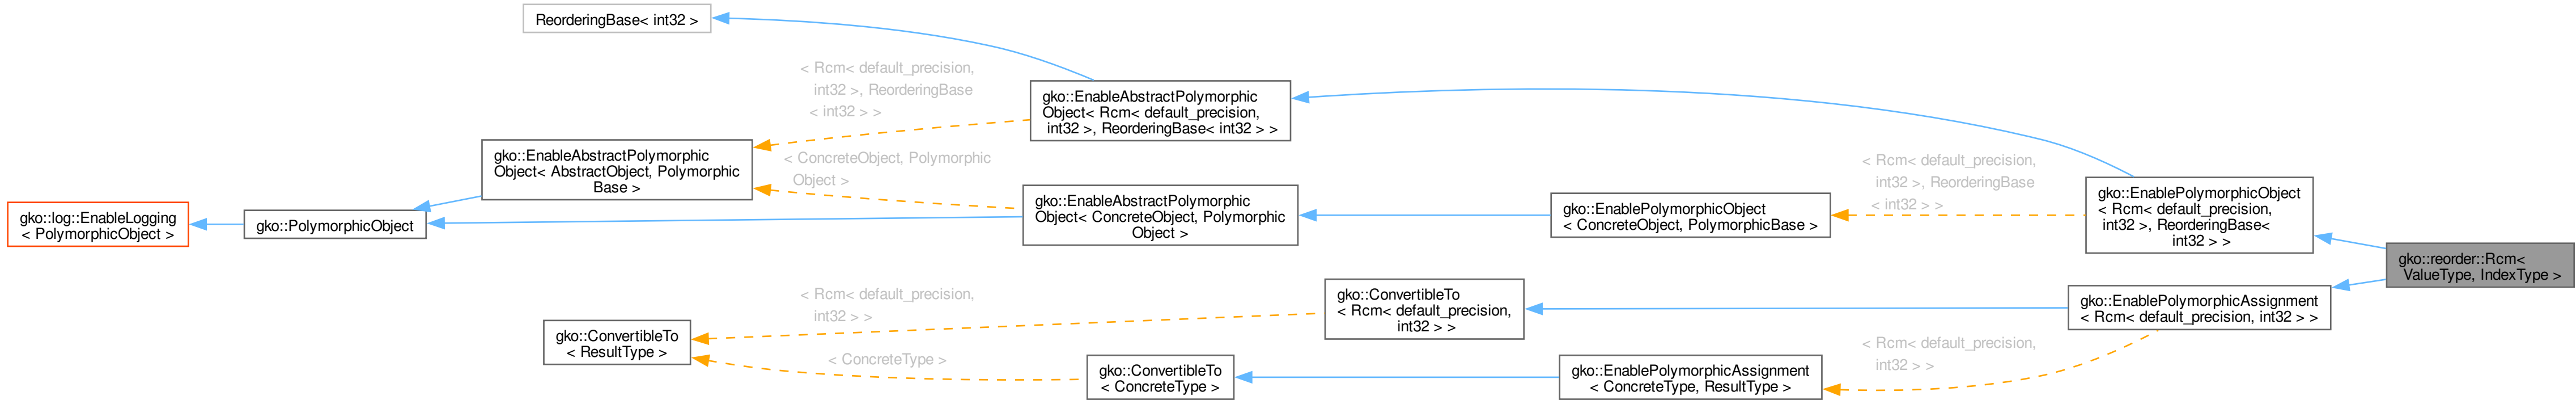 ReorderingBase< int32 >
< Rcm< default_precision,
int32 >, ReorderingBase
< int32 > >
gko::EnableAbstractPolymorphic
Object< Rcm< default_precision,
int32 >, ReorderingBase< int32 > >
gko::EnableAbstractPolymorphic
Object< AbstractObject, Polymorphic
Base >
< ConcreteObject, Polymorphic
Object >
< Rcm< default_precision,
int32 >, ReorderingBase
< int32 > >
gko::log::EnableLogging
< PolymorphicObject >
gko::PolymorphicObject
gko::EnableAbstractPolymorphic
Object< ConcreteObject, Polymorphic
Object >
gko::EnablePolymorphicObject
< ConcreteObject, PolymorphicBase >
gko::EnablePolymorphicObject
< Rcm< default_precision,
int32 >, ReorderingBase<
int32 > >
gko::reorder::Rcm<
ValueType, IndexType >
< Rcm< default_precision,
int32 > >
gko::ConvertibleTo
< Rcm< default_precision,
int32 > >
gko::EnablePolymorphicAssignment
< Rcm< default_precision, int32 > >
gko::ConvertibleTo
< ResultType >
< ConcreteType >
gko::ConvertibleTo
< ConcreteType >
gko::EnablePolymorphicAssignment
< ConcreteType, ResultType >
< Rcm< default_precision,
int32 > >